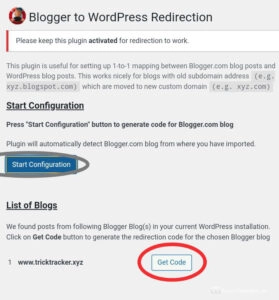 Blogger to WordPress Redirection
Please keep this plugin activated for redirection to work.
This plugin is useful for setting up 1-to-1 mapping between Blogger.com blog posts and
WordPress blog posts. This works nicely for blogs with old subdomain address (e.g.
xyz.blogspot.com) which are moved to new custom domain (e.g. xyz.com)
Start Configuration
Press "Start Configuration" button to generate code for Blogger.com blog
Plugin will automatically detect Blogger.com blog from where you have imported.
Start Configuration
List of Blogs
We found posts from following Blogger Blog(s) in your current WordPress installation.
Click on Get Code button to generate the redirection code for the chosen Blogger blog
1 www.tricktracker.xyz Get Code